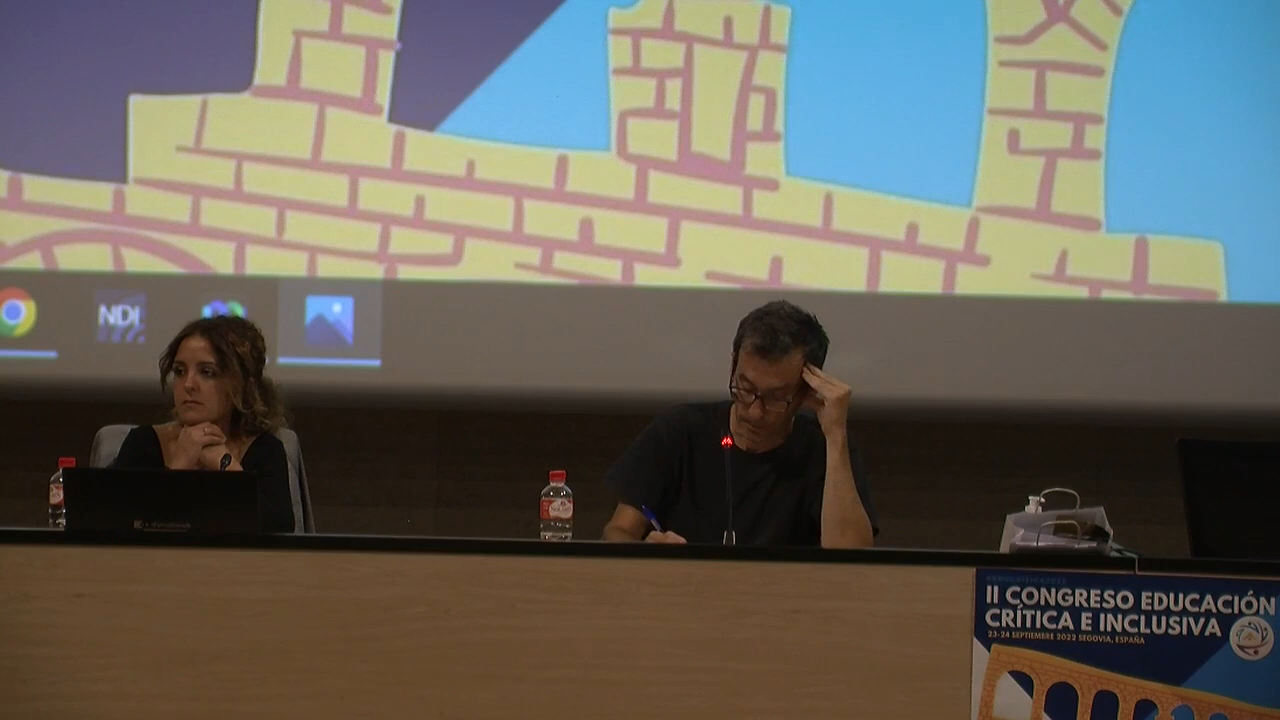 NDI
II CONGRESO EDUCACIÓN
CRÍTICA E INCLUSIVA
23-24 SEPTIEMBRE 2022 SEGOVIA, ESPAÑA